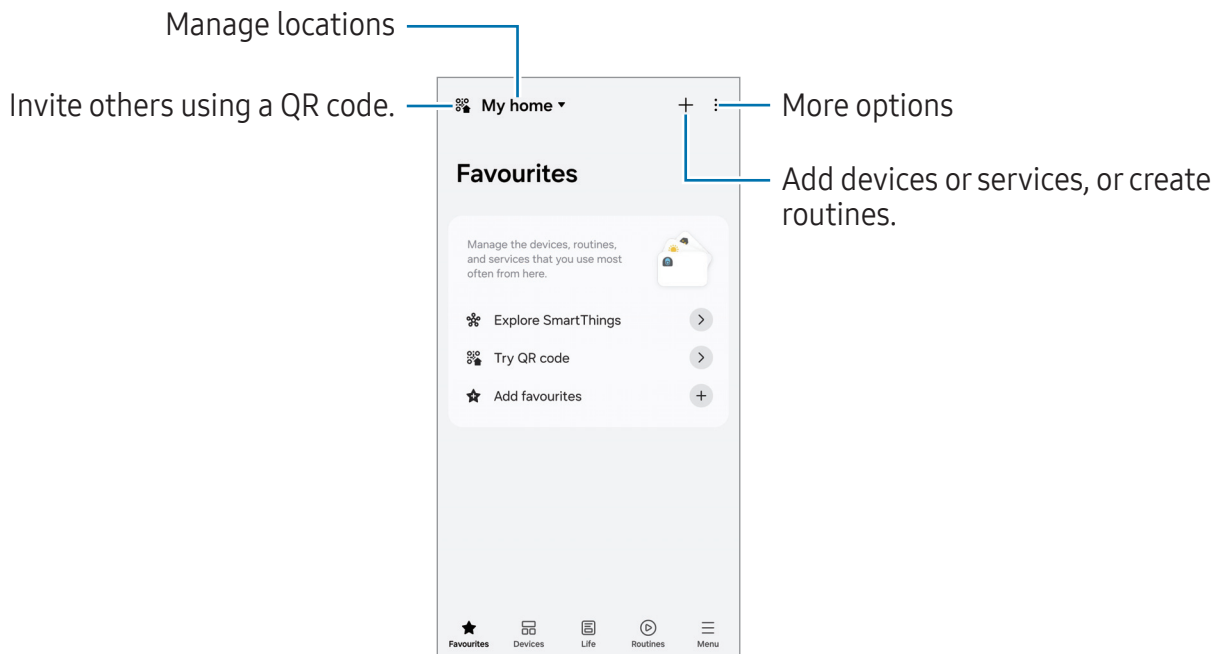 Manage locations
Invite others using a QR code.
My home
More options
Add devices or services, or create
routines.
Favourites
Manage the devices, routines,
and services that you use most
often from here.
Explore SmartThings
Try QR code
Add favourites
Favourites
Devices
Life
Routines
Menu